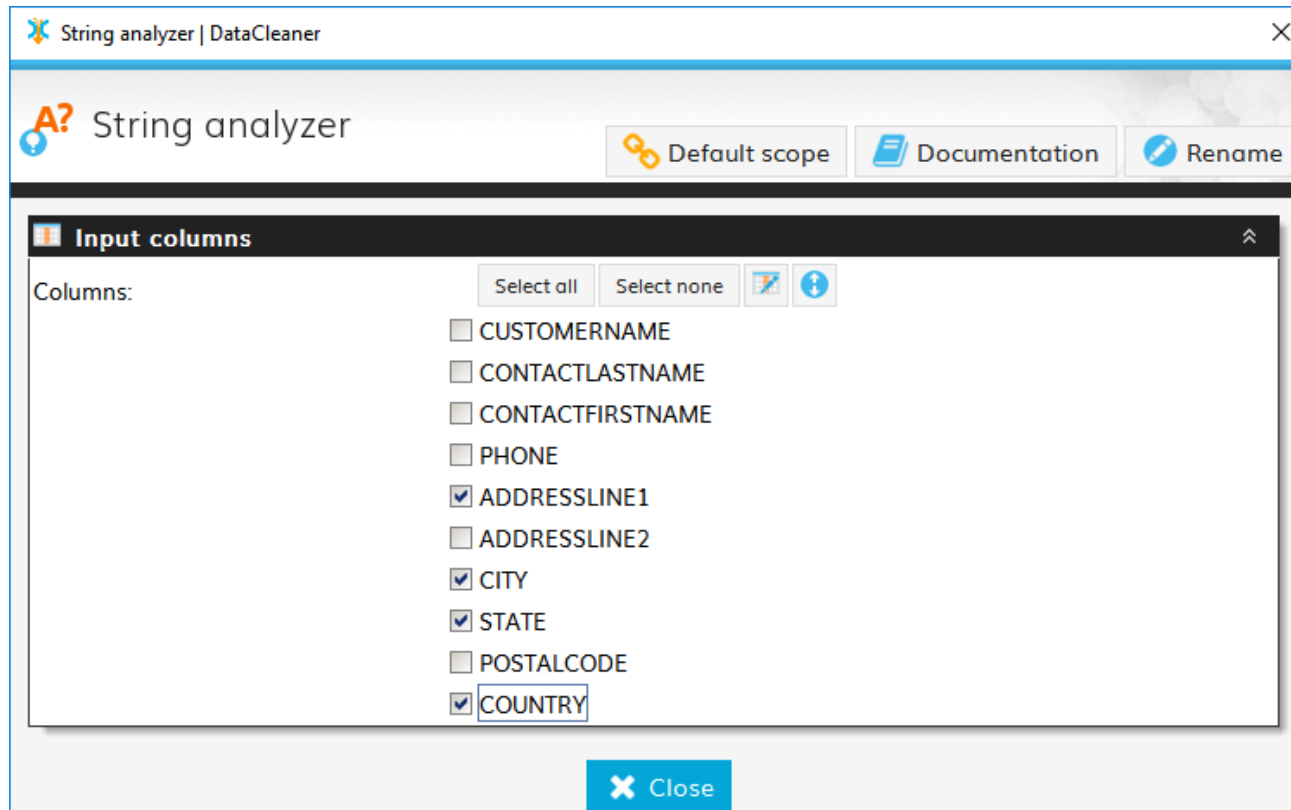 String analyzer | DataCleaner
A? String analyzer
Default scope Documentation Rename
Input columns
Columns: Select all Select none
CUSTOMERNAME
CONTACTLASTNAME
CONTACTFIRSTNAME
PHONE
ADDRESSLINE1
ADDRESSLINE2
CITY
STATE
POSTALCODE
COUNTRY
Close